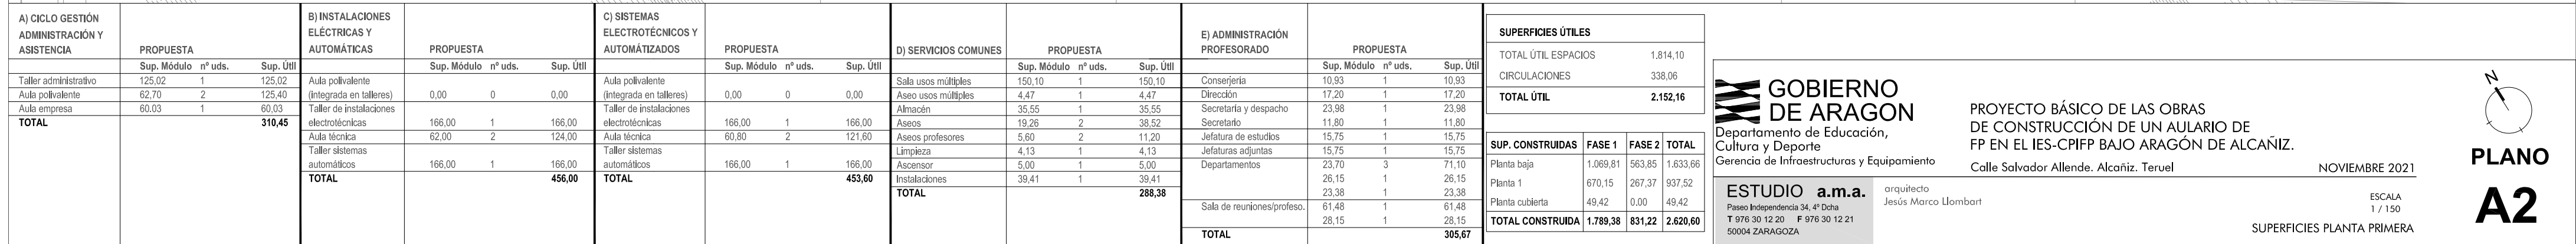 A) CICLO GESTIÓN
ADMINISTRACIÓN Y
ASISTENCIA PROPUESTA
Sup. Módulo nº uds. Sup. Útil
Taller administrativo 125,02 1 125,02
Aula polivalente 62,70 2 125,40
Aula empresa 60.03 1 60,03
TOTAL 310,45
B) INSTALACIONES
ELÉCTRICAS Y
AUTOMÁTICAS PROPUESTA
Sup. Módulo nº uds. Sup. Útil
Aula polivalente
(integrada en talleres) 0,00 0 0,00
Taller de instalaciones
electrotécnicas 166,00 1 166,00
Aula técnica 62,00 2 124,00
Taller sistemas
automáticos 166,00 1 166,00
TOTAL 456,00
C) SISTEMAS
ELECTROTÉCNICOS Y
AUTOMÁTIZADOS PROPUESTA
Sup. Módulo nº uds. Sup. Útil
Aula polivalente
(integrada en talleres) 0,00 0 0,00
Taller de instalaciones
electrotécnicas 166,00 1 166,00
Aula técnica 60,80 2 121,60
Taller sistemas
automáticos 166,00 1 166,00
TOTAL 453,60
D) SERVICIOS COMUNES PROPUESTA
Sup. Módulo nº uds. Sup. Útil
Sala usos múltiples 150,10 1 150,10
Aseo usos múltiples 4,47 1 4,47
Almacén 35,55 1 35,55
Aseos 19,26 2 38,52
Aseos profesores 5,60 2 11,20
Limpieza 4,13 1 4,13
Ascensor 5,00 1 5,00
Instalaciones 39,41 1 39,41
TOTAL 288,38
E) ADMINISTRACIÓN
PROFESORADO PROPUESTA
Sup. Módulo nº uds. Sup. Útil
Conserjería 10,93 1 10,93
Dirección 17,20 1 17,20
Secretaría y despacho 23,98 1 23,98
Secretario 11,80 1 11,80
Jefatura de estudios 15,75 1 15,75
Jefaturas adjuntas 15,75 1 15,75
Departamentos 23,70 3 71,10
26,15 1 26,15
23,38 1 23,38
Sala de reuniones/profeso. 61,48 1 61,48
28,15 1 28,15
TOTAL 305,67
SUPERFICIES ÚTILES
TOTAL ÚTIL ESPACIOS 1.814,10
CIRCULACIONES 338,06
TOTAL ÚTIL 2.152,16
SUP. CONSTRUIDAS FASE 1 FASE 2 TOTAL
Planta baja 1.069,81 563,85 1.633,66
Planta 1 670,15 267,37 937,52
Planta cubierta 49,42 0.00 49,42
TOTAL CONSTRUIDA 1.789,38 831,22 2.620,60
GOBIERNO
DE ARAGON
Departamento de Educación,
Cultura y Deporte
Gerencia de Infraestructuras y Equipamiento
PROYECTO BÁSICO DE LAS OBRAS
DE CONSTRUCCIÓN DE UN AULARIO DE
FP EN EL IES-CPIFP BAJO ARAGÓN DE ALCAÑIZ.
Calle Salvador Allende. Alcañiz. Teruel NOVIEMBRE 2021
ESTUDIO a.m.a.
Paseo Independencia 34, 4º Dcha
T 976 30 12 20 F 976 30 12 21
50004 ZARAGOZA
arquitecto
Jesús Marco Llombart
ESCALA
1 / 150
SUPERFICIES PLANTA PRIMERA
N
PLANO
A2